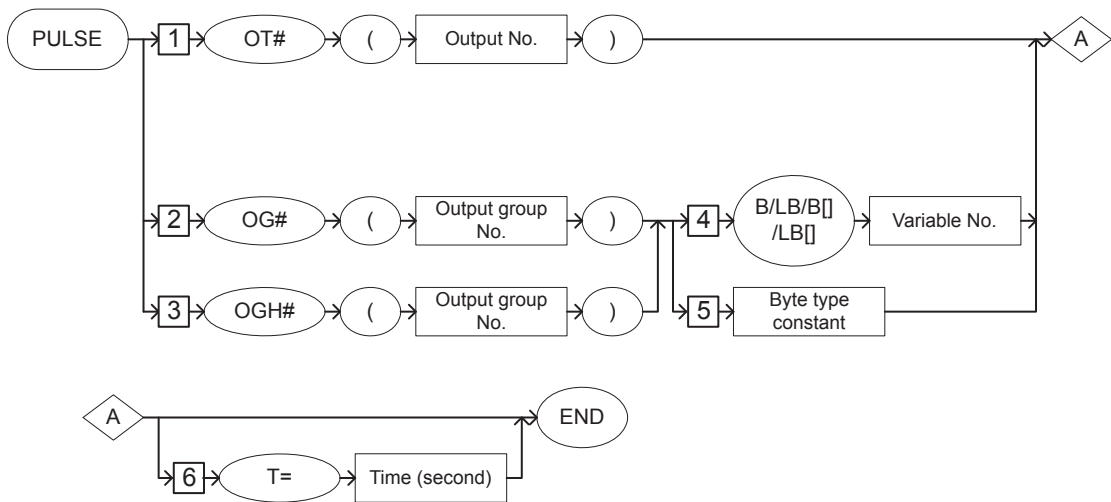 PULSE 1 OT# ( Output No. ) A
2 OG# ( Output group
No. ) 4 B/LB/B[]
/LB[] Variable No.
3 OGH# ( Output group
No. ) 5 Byte type
constant
A END
6 T= Time (second)